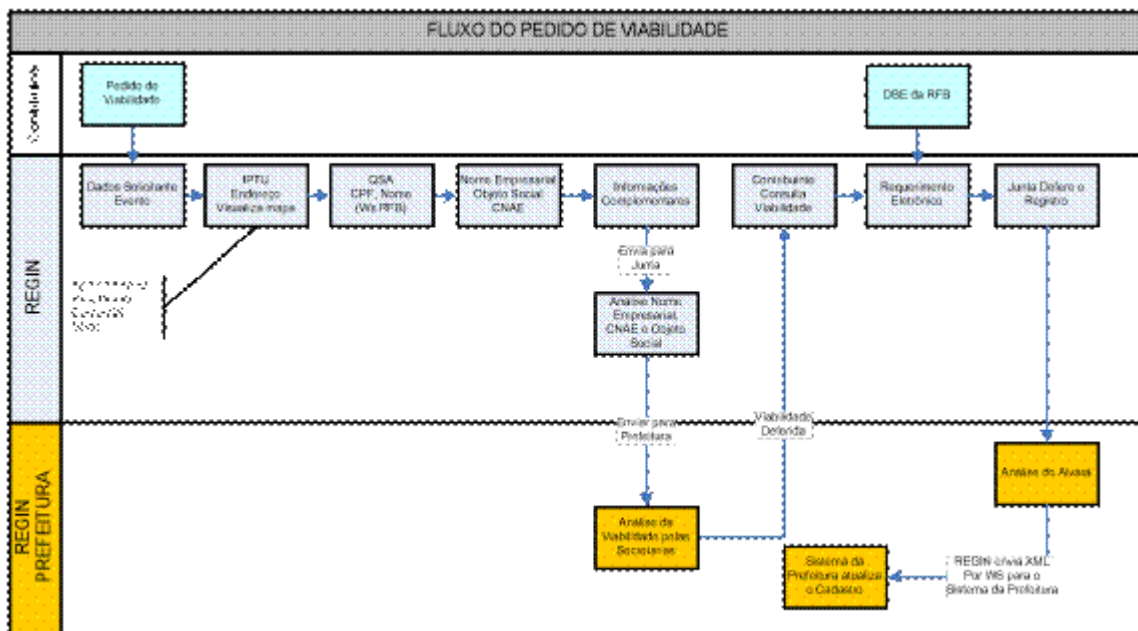 FLUXO DO PEDIDO DE VIABILIDADE
Pedido de
Viabilidade
DBE da RFB
REGIN
Dados Solicitante
Evento
IPTU
Endereço
Visualiza mapa
QSA
CPF, Nome
(Ws RFB)
Nome Empresarial
Objeto Social
CNAE
Informações
Complementares
Contribuinte
Consulta
Viabilidade
Requerimento
Eletrônico
Junta Defere o
Registro
Envia para
Junta
Análise Nome
Empresarial,
CNAE e Objeto
Social
Enviar para
Prefeitura
Viabilidade
Deferida
REGIN
PREFEITURA
Análise da
Viabilidade pelas
Secretarias
Análise do Alvará
Sistema da
Prefeitura atualiza
o Cadastro
REGIN envia XML
Por WS para o
Sistema da Prefeitura